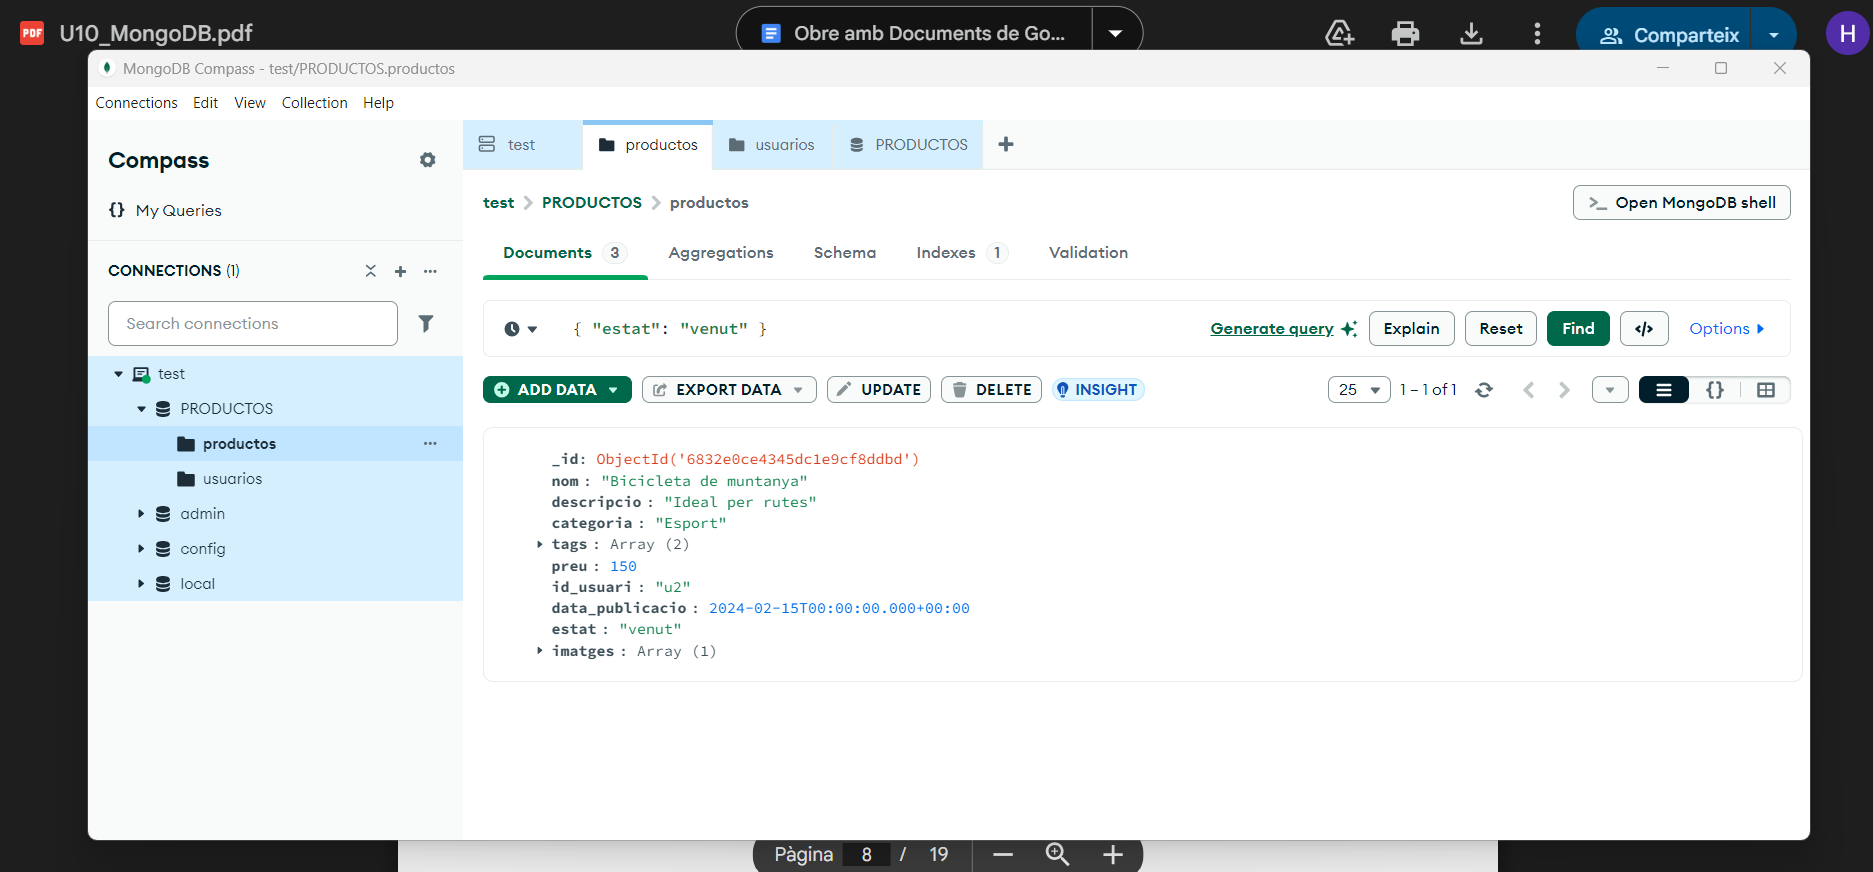 PDF U10_MongoDB.pdf
Obre amb Documents de Go...
Comparteix
H
MongoDB Compass - test/PRODUCTOS.productos
Connections Edit View Collection Help
Compass
{} My Queries
CONNECTIONS (1)
Search connections
test
PRODUCTOS
productos
usuarios
admin
config
local
test productos usuarios PRODUCTOS
test > PRODUCTOS > productos
>_ Open MongoDB shell
Documents 3 Aggregations Schema Indexes 1 Validation
{ "estat": "venut" }
Generate query Explain Reset Find </> Options
ADD DATA EXPORT DATA UPDATE DELETE INSIGHT 25 1 – 1 of 1 {}
_id: ObjectId('6832e0ce4345dc1e9cf8ddbd')
nom : "Bicicleta de muntanya"
descripcio : "Ideal per rutes"
categoria : "Esport"
tags : Array (2)
preu : 150
id_usuari : "u2"
data_publicacio : 2024-02-15T00:00:00.000+00:00
estat : "venut"
imatges : Array (1)
Pàgina 8 / 19